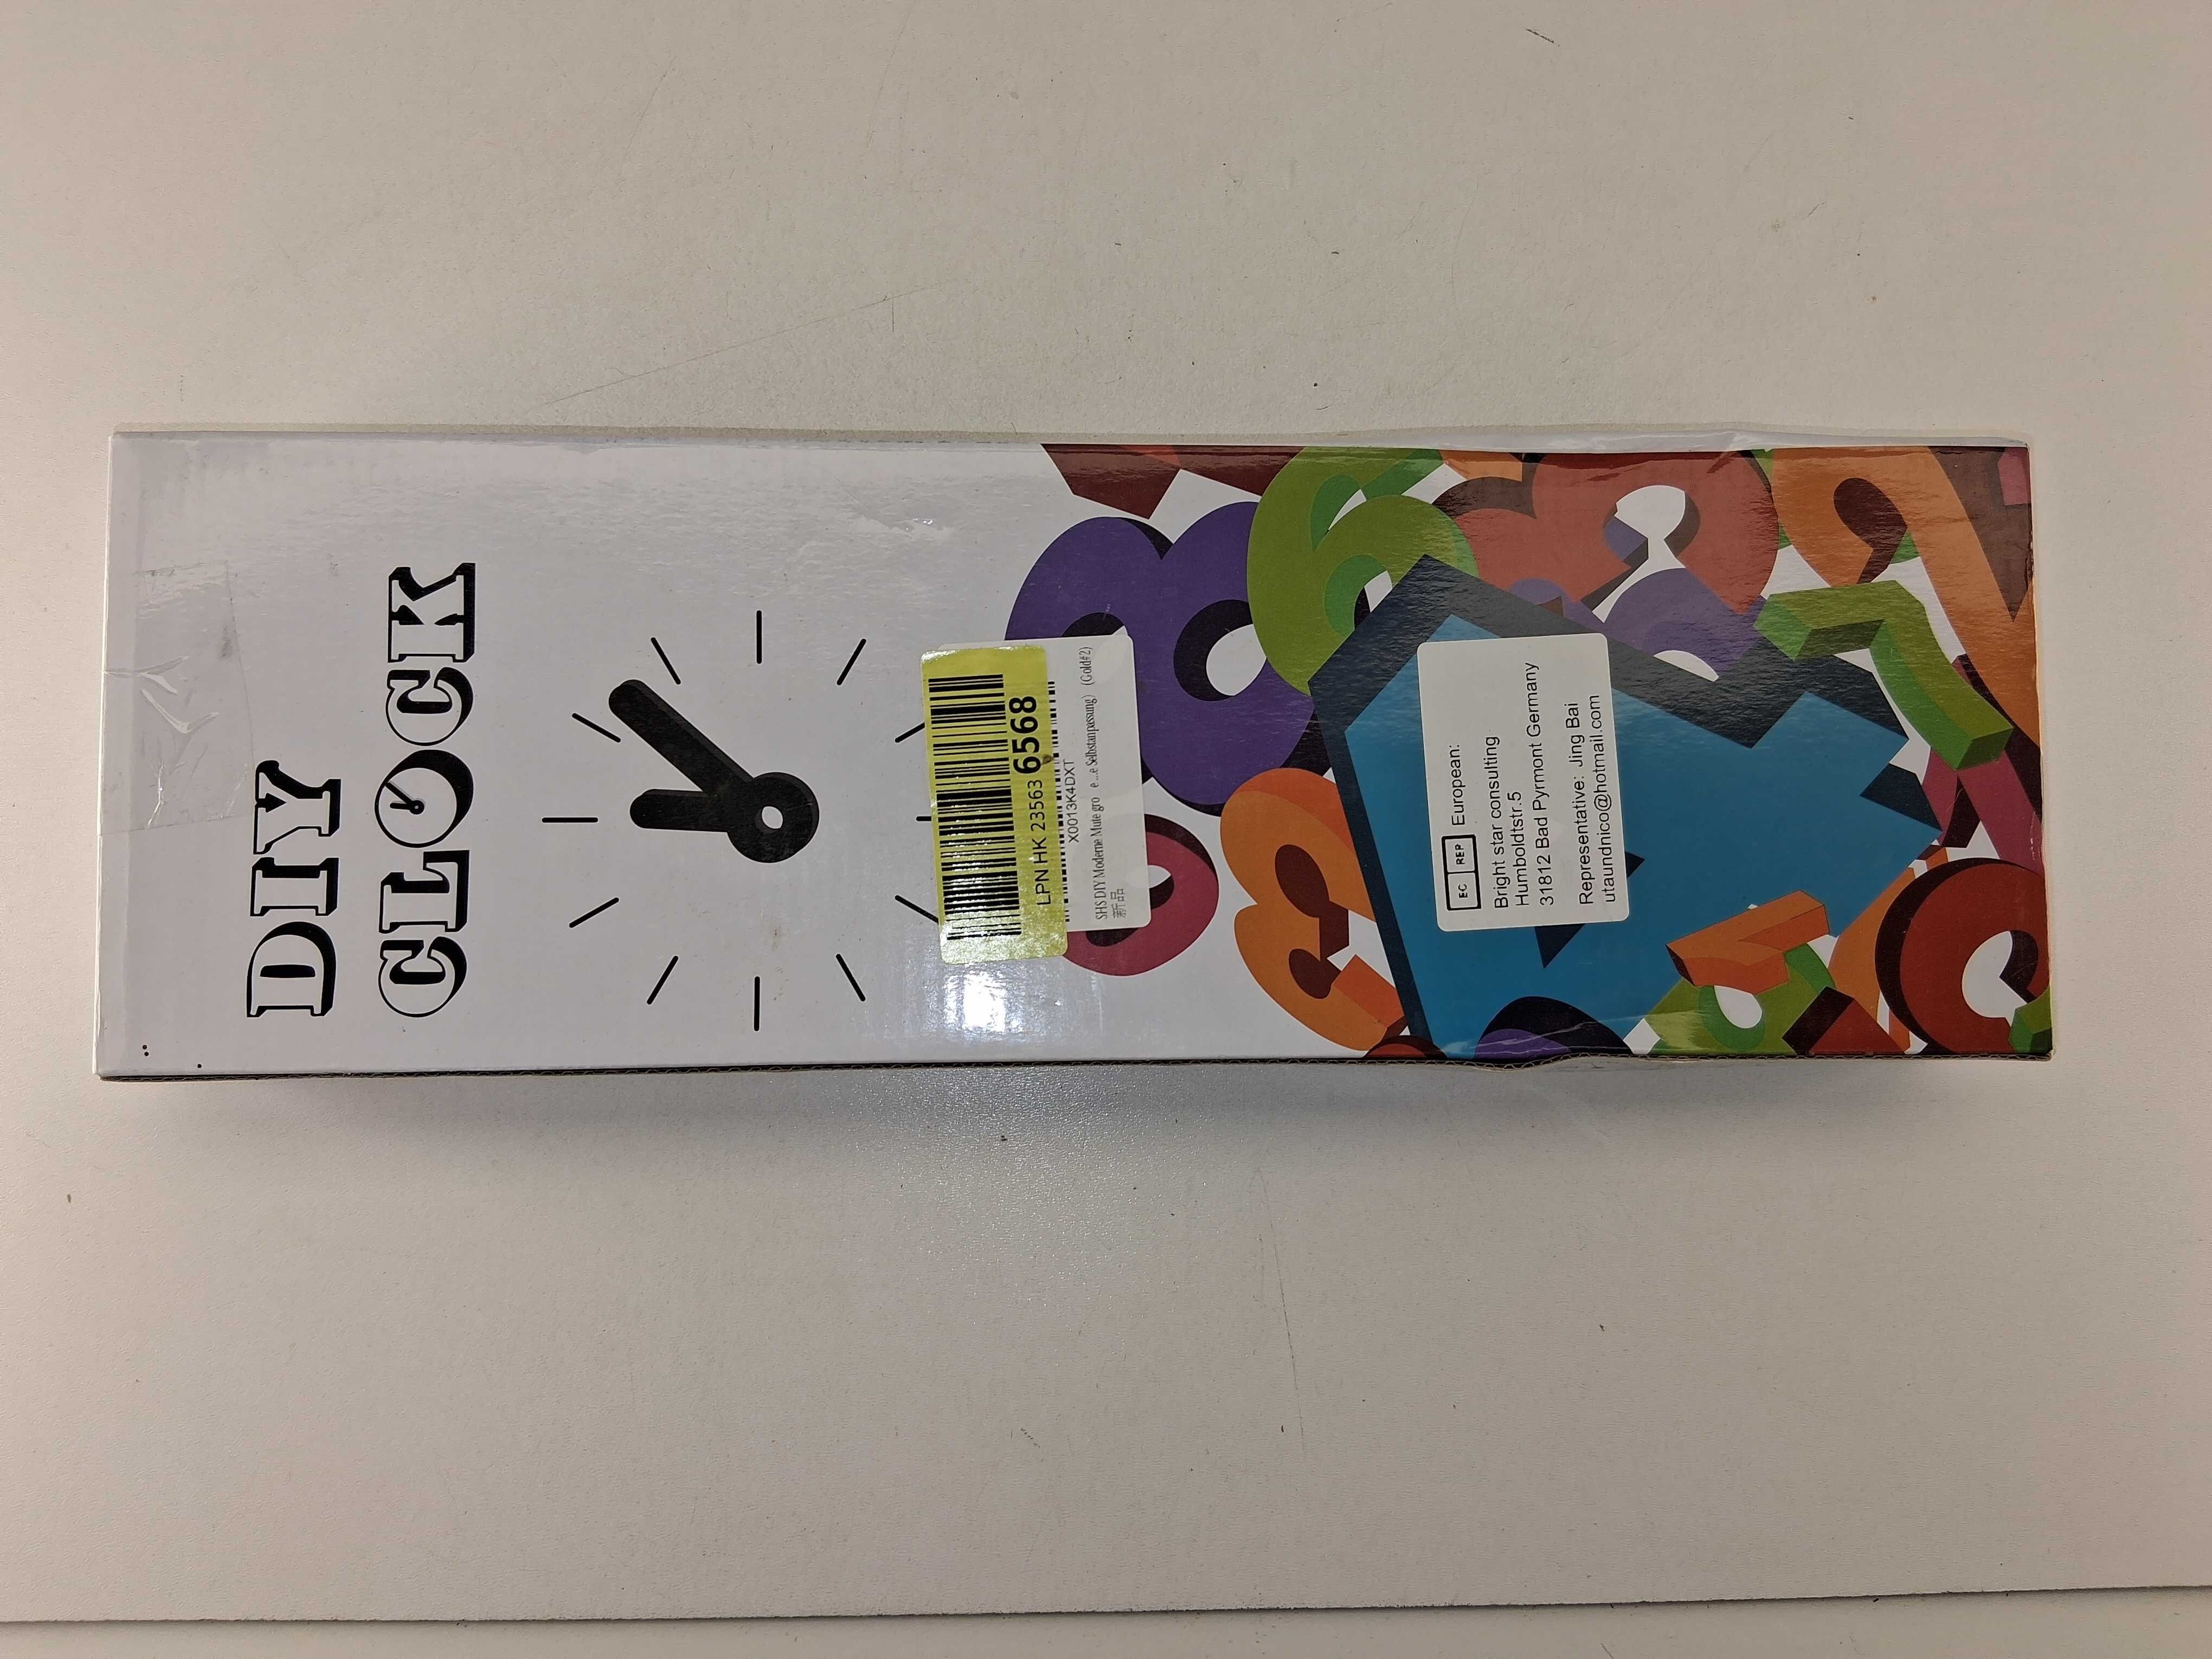 DIY
CLOCK
LPN HK 23563 6568
X0013K4DXT
SHS DIY Moderne Mute gro e ...e Selbstanpassung) (Gold#2)
新品
EC REP European:
Bright star consulting
Humboldtstr.5
31812 Bad Pyrmont Germany
Representative: Jing Bai
utaundnico@hotmail.com